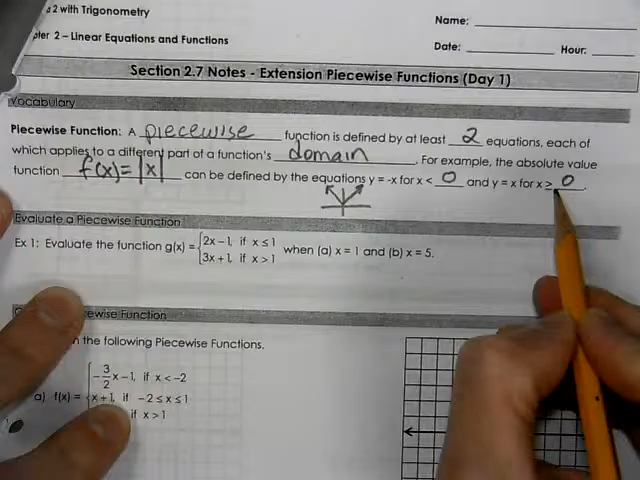 2 with Trigonometry
Name:
pter 2 – Linear Equations and Functions
Date: Hour:
Section 2.7 Notes - Extension Piecewise Functions (Day 1)
Vocabulary
Piecewise Function: A piecewise function is defined by at least 2 equations, each of
which applies to a different part of a function's domain. For example, the absolute value
function f(x)=|x| can be defined by the equations y = -x for x < 0 and y = x for x ≥ 0.
Evaluate a Piecewise Function
Ex 1: Evaluate the function g(x) = { 2x – 1, if x ≤ 1
3x + 1, if x > 1 when (a) x = 1 and (b) x = 5.
ewise Function
the following Piecewise Functions.
a) f(x) = { -3/2x – 1, if x < -2
x + 1, if -2 ≤ x ≤ 1
if x > 1